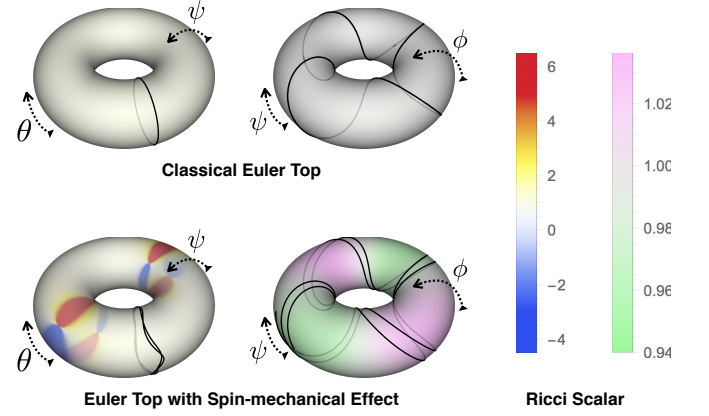 ψ
ϕ
θ
ψ
Classical Euler Top
6
4
2
0
−2
−4
1.02
1.00
0.98
0.96
0.94
ψ
ϕ
θ
ψ
Euler Top with Spin-mechanical Effect
Ricci Scalar